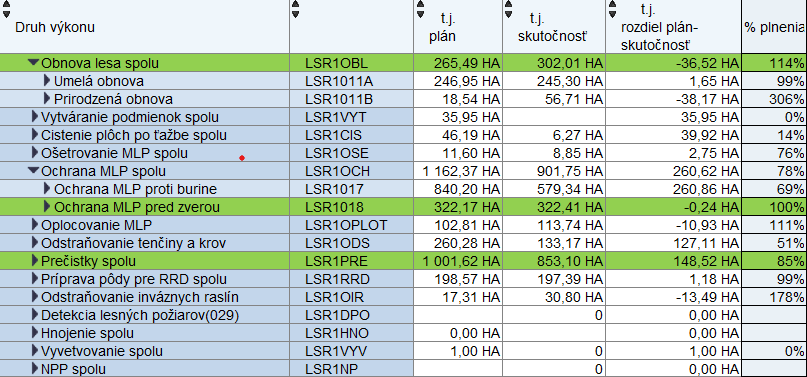 Druh výkonu t.j. plán t.j. skutočnosť t.j. rozdiel plán-skutočnosť % plnenia
Obnova lesa spolu LSR1OBL 265,49 HA 302,01 HA -36,52 HA 114%
Umelá obnova LSR1011A 246,95 HA 245,30 HA 1,65 HA 99%
Prirodzená obnova LSR1011B 18,54 HA 56,71 HA -38,17 HA 306%
Vytváranie podmienok spolu LSR1VYT 35,95 HA 35,95 HA 0%
Cistenie plôch po ťažbe spolu LSR1CIS 46,19 HA 6,27 HA 39,92 HA 14%
Ošetrovanie MLP spolu LSR1OSE 11,60 HA 8,85 HA 2,75 HA 76%
Ochrana MLP spolu LSR1OCH 1 162,37 HA 901,75 HA 260,62 HA 78%
Ochrana MLP proti burine LSR1017 840,20 HA 579,34 HA 260,86 HA 69%
Ochrana MLP pred zverou LSR1018 322,17 HA 322,41 HA -0,24 HA 100%
Oplocovanie MLP LSR1OPLOT 102,81 HA 113,74 HA -10,93 HA 111%
Odstraňovanie tenčiny a krov LSR1ODS 260,28 HA 133,17 HA 127,11 HA 51%
Prečistky spolu LSR1PRE 1 001,62 HA 853,10 HA 148,52 HA 85%
Príprava pôdy pre RRD spolu LSR1RRD 198,57 HA 197,39 HA 1,18 HA 99%
Odstraňovanie inváznych raslín LSR1OIR 17,31 HA 30,80 HA -13,49 HA 178%
Detekcia lesných požiarov(029) LSR1DPO 0 0,00 HA
Hnojenie spolu LSR1HNO 0,00 HA 0,00 HA
Vyvetvovanie spolu LSR1VYV 1,00 HA 0 1,00 HA 0%
NPP spolu LSR1NP 0 0,00 HA